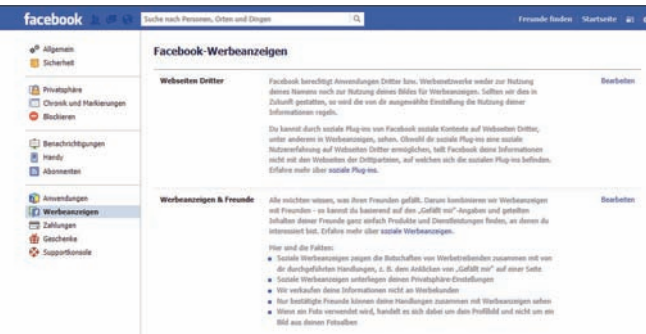 facebook
Suche nach Personen, Orten und Dingen
Freunde finden Startseite
Allgemein
Sicherheit
Privatsphäre
Chronik und Markierungen
Blockieren
Benachrichtigungen
Handy
Abonnenten
Anwendungen
Werbeanzeigen
Zahlungen
Geschenke
Supportkonsole
Facebook-Werbeanzeigen
Webseiten Dritter
Facebook berechtigt Anwendungen Dritter bzw. Werbenetzwerke weder zur Nutzung
deines Namens noch zur Nutzung deines Bildes für Werbeanzeigen. Sollten wir dies in
Zukunft gestatten, so wird die von dir ausgewählte Einstellung die Nutzung deiner
Informationen regeln.
Bearbeiten
Du kannst durch soziale Plug-ins von Facebook soziale Kontexte auf Webseiten Dritter,
unter anderem in Werbeanzeigen, sehen. Obwohl dir soziale Plug-ins eine soziale
Nutzererfahrung auf Webseiten Dritter ermöglichen, teilt Facebook deine Informationen
nicht mit den Webseiten der Drittparteien, auf welchen sich die sozialen Plug-ins befinden.
Erfahre mehr über soziale Plug-ins.
Werbeanzeigen & Freunde
Alle möchten wissen, was ihren Freunden gefällt. Darum kombinieren wir Werbeanzeigen
mit Freunden - so kannst du basierend auf den „Gefällt mir"-Angaben und geteilten
Inhalten deiner Freunde ganz einfach Produkte und Dienstleistungen finden, an denen du
interessiert bist. Erfahre mehr über soziale Werbeanzeigen.
Bearbeiten
Hier sind die Fakten:
Soziale Werbeanzeigen zeigen die Botschaften von Werbetreibenden zusammen mit von
dir durchgeführten Handlungen, z. B. dem Anklicken von „Gefällt mir" auf einer Seite
Soziale Werbeanzeigen unterliegen deinen Privatsphäre-Einstellungen
Wir verkaufen deine Informationen nicht an Werbekunden
Nur bestätigte Freunde können deine Handlungen zusammen mit Werbeanzeigen sehen
Wenn ein Foto verwendet wird, handelt es sich dabei um dein Profilbild und nicht um ein
Bild aus deinen Fotoalben